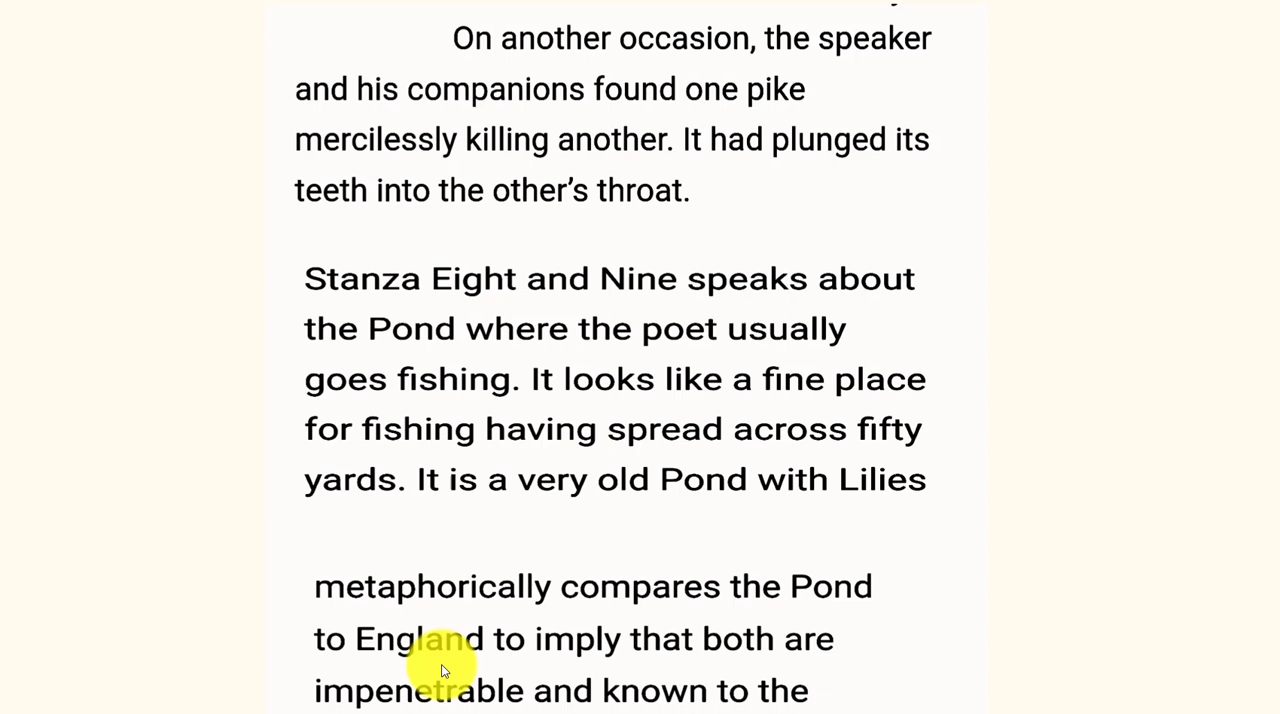 On another occasion, the speaker
and his companions found one pike
mercilessly killing another. It had plunged its
teeth into the other’s throat.
Stanza Eight and Nine speaks about
the Pond where the poet usually
goes fishing. It looks like a fine place
for fishing having spread across fifty
yards. It is a very old Pond with Lilies
metaphorically compares the Pond
to England to imply that both are
impenetrable and known to the